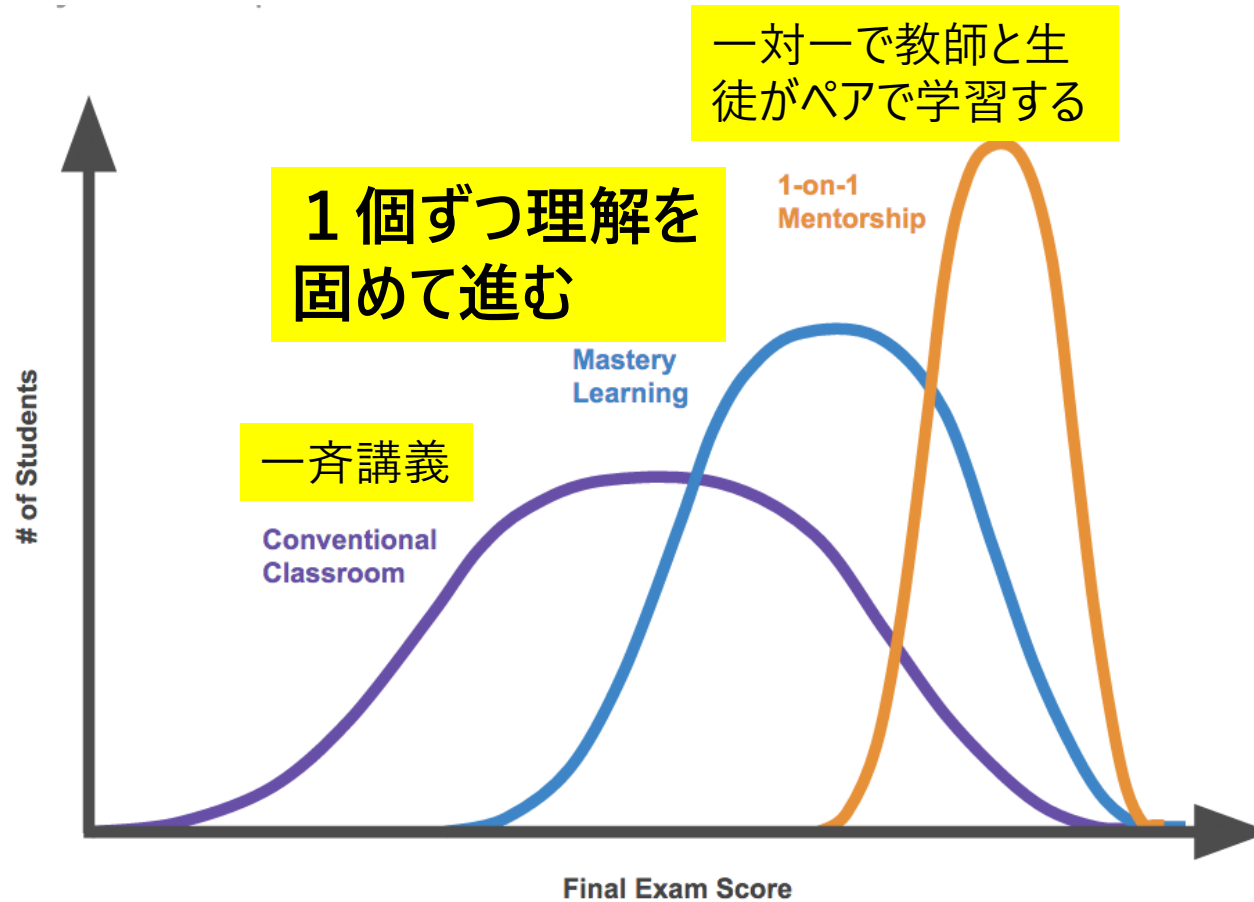 一対一で教師と生
徒がペアで学習する
1-on-1
Mentorship
１個ずつ理解を
固めて進む
Mastery
Learning
一斉講義
Conventional
Classroom
# of Students
Final Exam Score